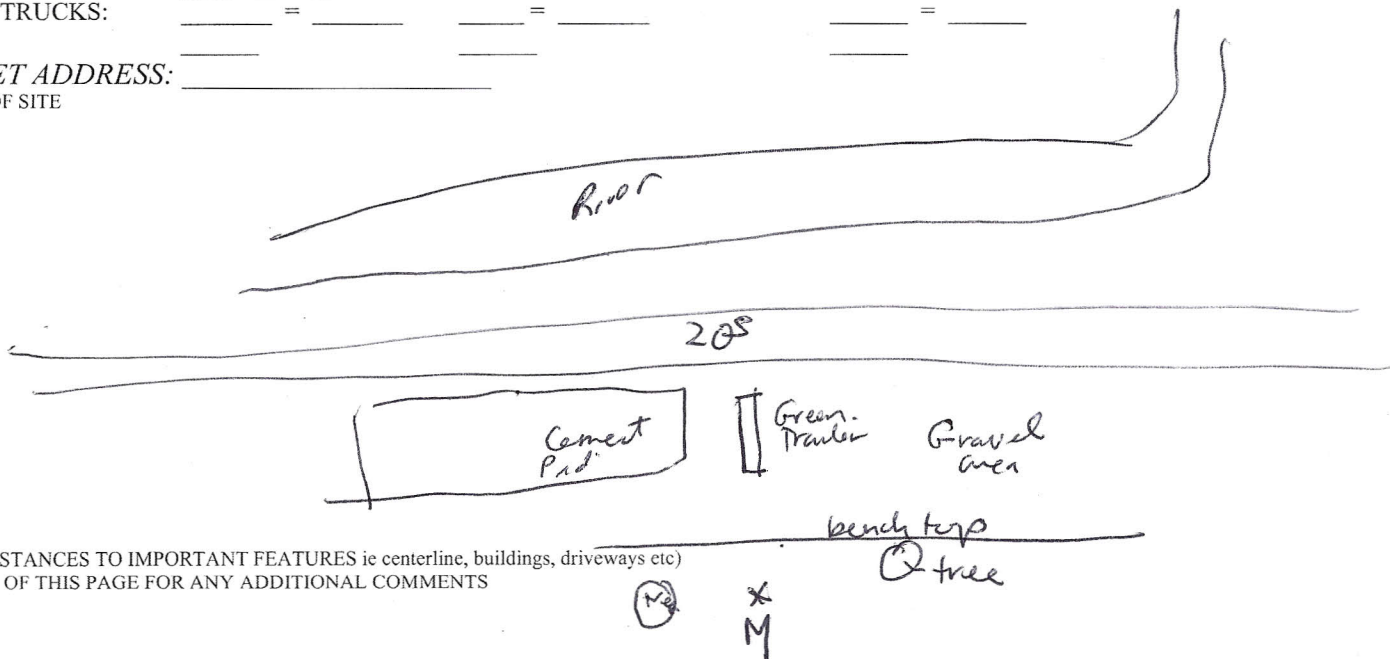 TRUCKS: = = =
ET ADDRESS:
OF SITE
River
20S
Cement
Pad
Green
Trailer
Gravel
area
bench top
STANCES TO IMPORTANT FEATURES ie centerline, buildings, driveways etc)
OF THIS PAGE FOR ANY ADDITIONAL COMMENTS
tree
x
M